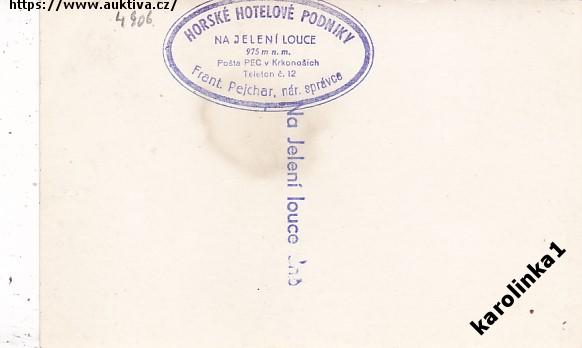 https://www.auktiva.cz/
4906
HORSKÉ HOTELOVÉ PODNIKY
NA JELENÍ LOUCE
975 m n. m.
Pošta PEC v Krkonoších
Telefon č. 12
Frant. Pejchar, nár. správce
Na Jelení louce
karolinka1